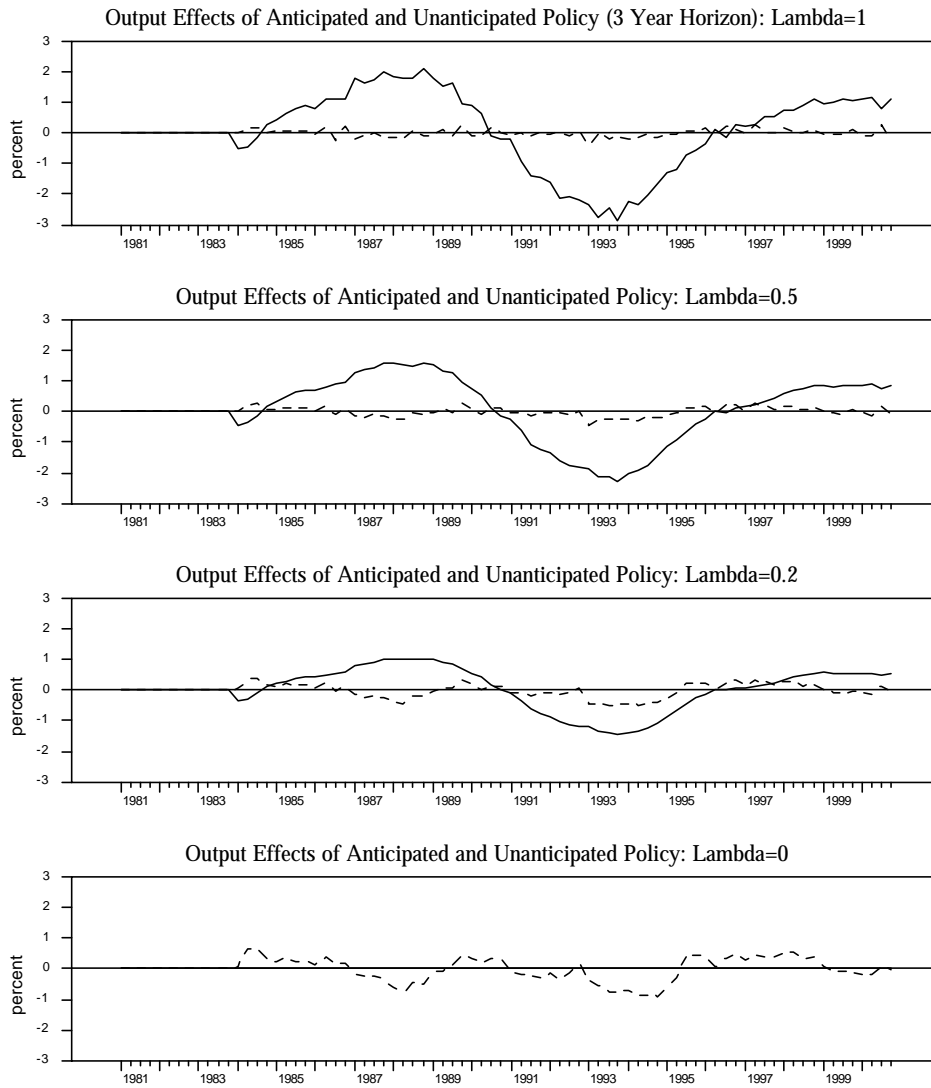 Output Effects of Anticipated and Unanticipated Policy (3 Year Horizon): Lambda=1
3
2
1
0
-1
-2
-3
percent
1981 1983 1985 1987 1989 1991 1993 1995 1997 1999
Output Effects of Anticipated and Unanticipated Policy: Lambda=0.5
3
2
1
0
-1
-2
-3
percent
1981 1983 1985 1987 1989 1991 1993 1995 1997 1999
Output Effects of Anticipated and Unanticipated Policy: Lambda=0.2
3
2
1
0
-1
-2
-3
percent
1981 1983 1985 1987 1989 1991 1993 1995 1997 1999
Output Effects of Anticipated and Unanticipated Policy: Lambda=0
3
2
1
0
-1
-2
-3
percent
1981 1983 1985 1987 1989 1991 1993 1995 1997 1999